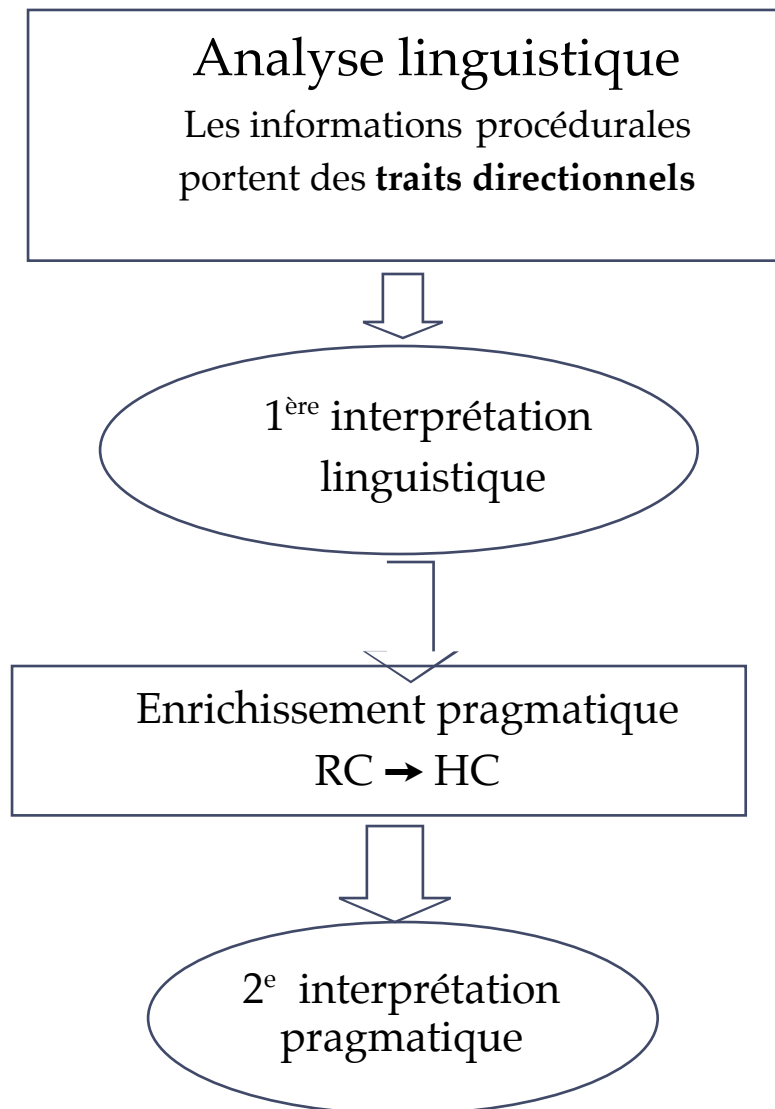 Analyse linguistique
Les informations procédurales
portent des traits directionnels
1ère interprétation
linguistique
Enrichissement pragmatique
RC → HC
2e interprétation
pragmatique